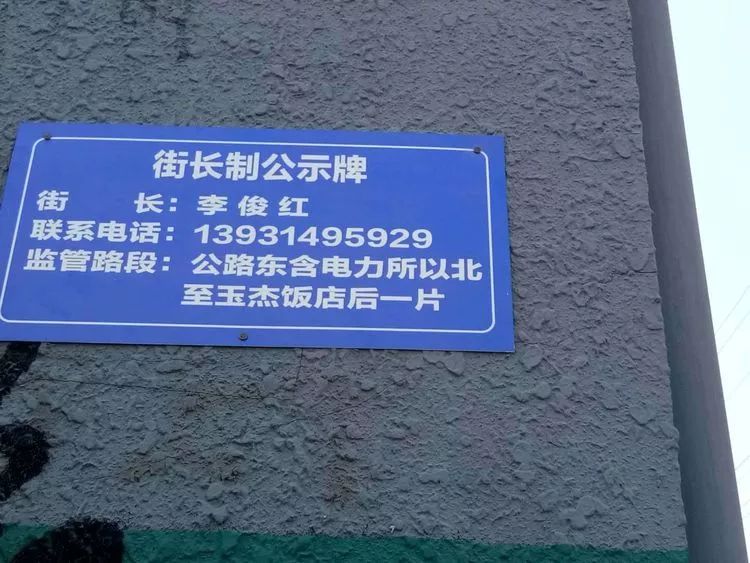 街长制公示牌
街 长：李俊红
联系电话：13931495929
监管路段：公路东含电力所以北
至玉杰饭店后一片